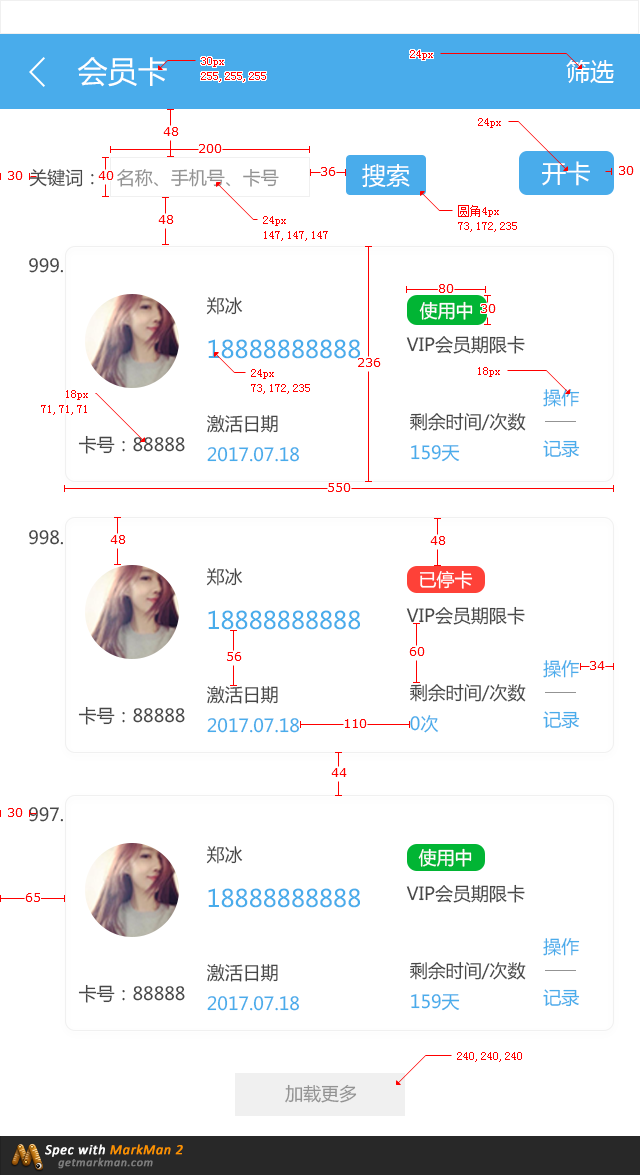 会员卡
30px
255, 255, 255
24px
筛选
48
200
24px
30
关键词：
40
名称、手机号、卡号
36
搜索
开卡
30
48
24px
147, 147, 147
圆角4px
73, 172, 235
999.
郑冰
80
使用中
30
18888888888
236
VIP会员期限卡
24px
73, 172, 235
18px
18px
71, 71, 71
操作
激活日期
剩余时间/次数
卡号：88888
2017.07.18
159天
记录
550
998.
48
48
郑冰
已停卡
18888888888
VIP会员期限卡
56
60
操作
34
激活日期
剩余时间/次数
卡号：88888
2017.07.18
110
0次
记录
44
30
997.
郑冰
使用中
65
18888888888
VIP会员期限卡
操作
激活日期
剩余时间/次数
卡号：88888
2017.07.18
159天
记录
240, 240, 240
加载更多
Spec with MarkMan 2
getmarkman.com